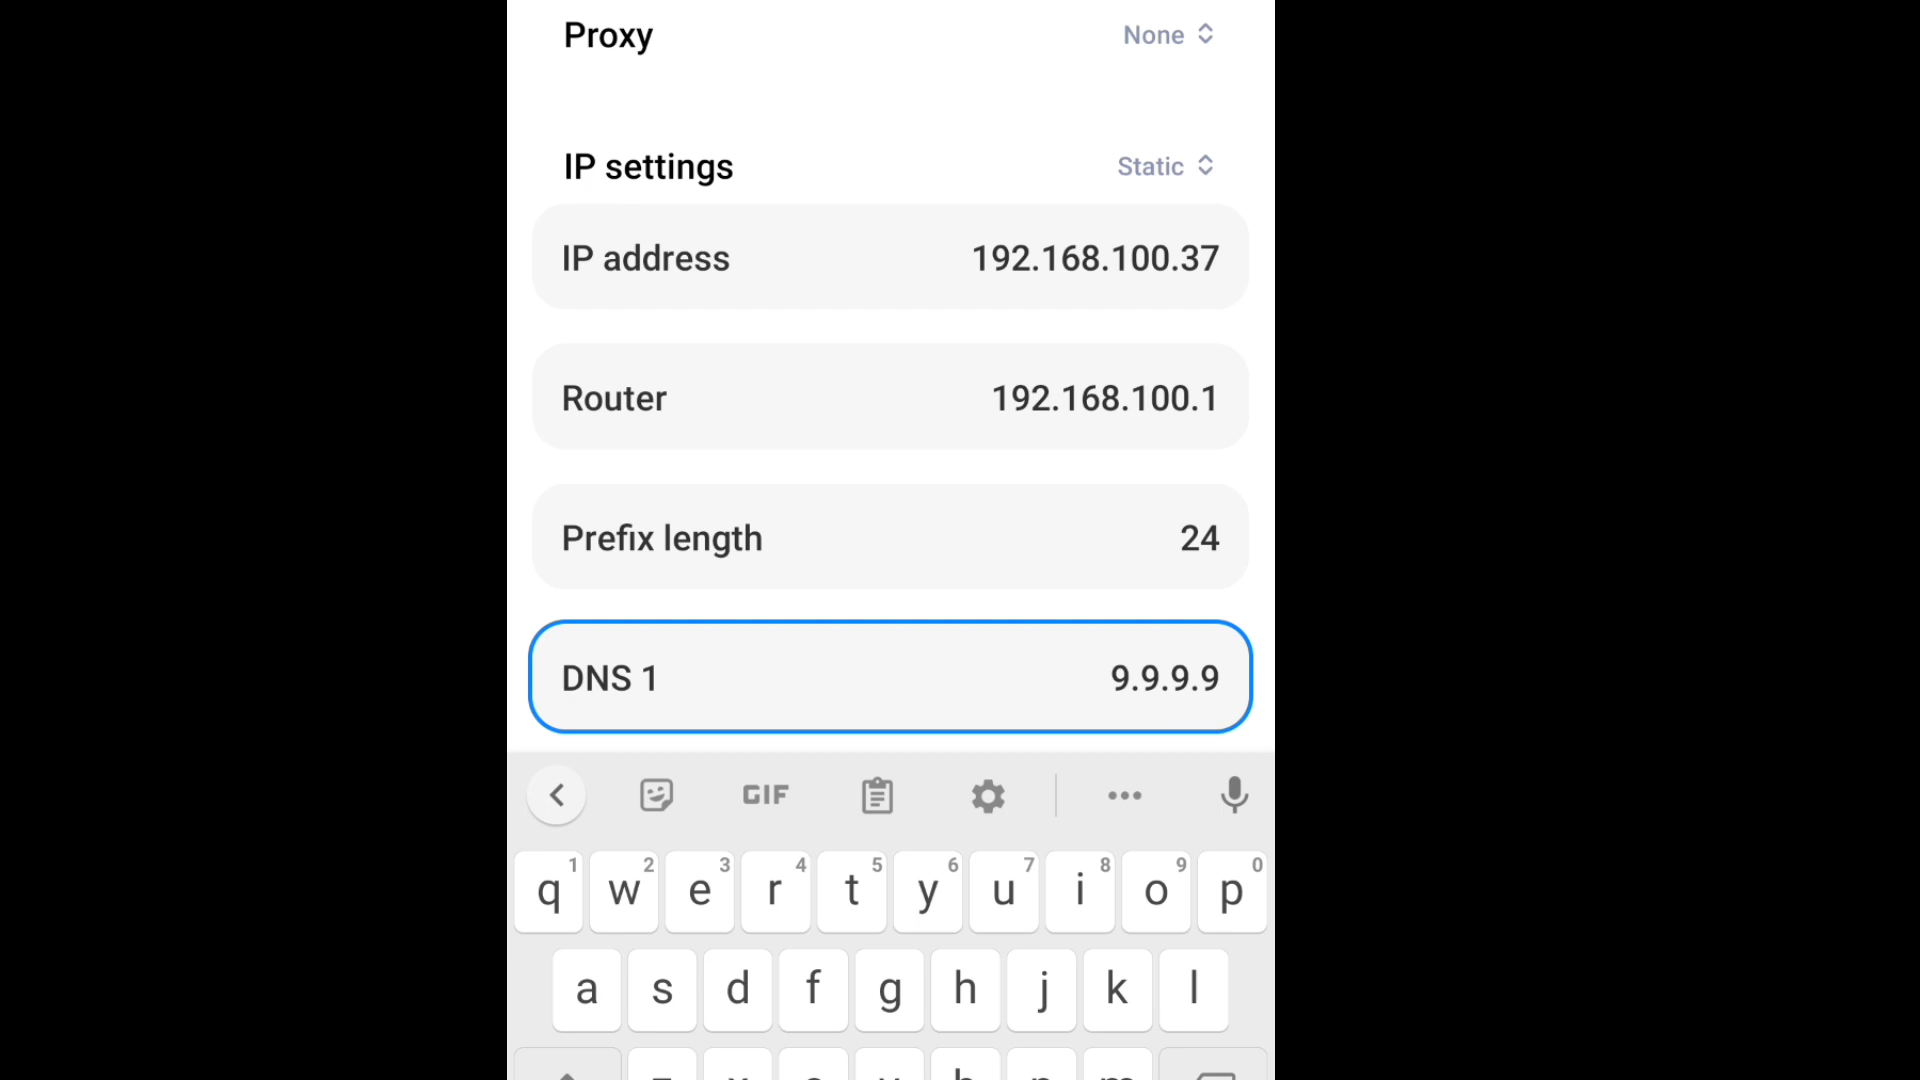 Proxy None
IP settings Static
IP address 192.168.100.37
Router 192.168.100.1
Prefix length 24
DNS 1 9.9.9.9
GIF
1 2 3 4 5 6 7 8 9 0
q w e r t y u i o p
a s d f g h j k l